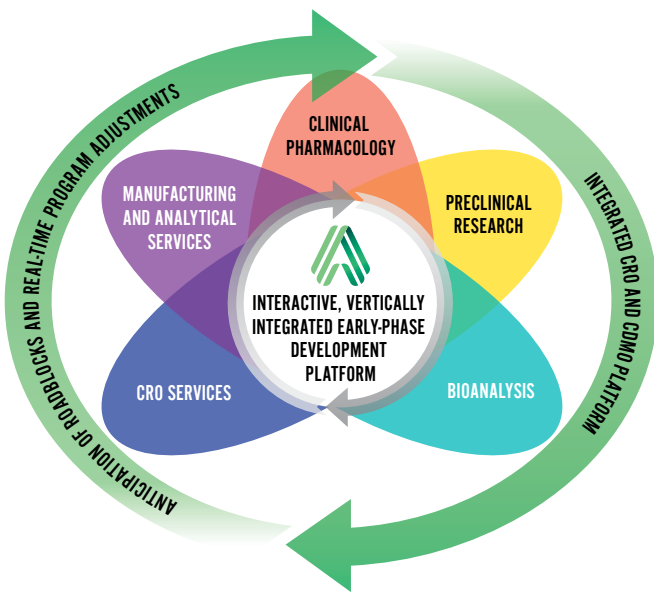 ANTICIPATION OF ROADBLOCKS AND REAL-TIME PROGRAM ADJUSTMENTS
INTEGRATED CRO AND CDMO PLATFORM
CLINICAL
PHARMACOLOGY
MANUFACTURING
AND ANALYTICAL
SERVICES
PRECLINICAL
RESEARCH
INTERACTIVE, VERTICALLY
INTEGRATED EARLY-PHASE
DEVELOPMENT
PLATFORM
CRO SERVICES
BIOANALYSIS